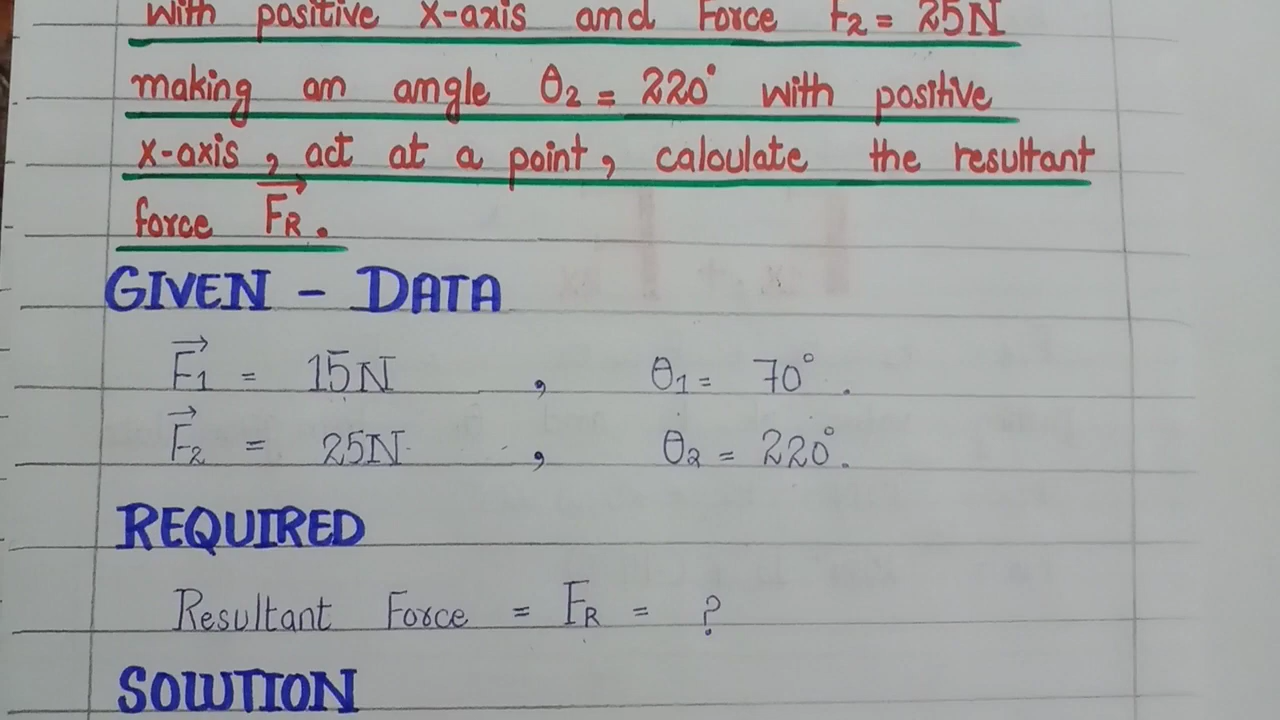 with positive x-axis and Force F2 = 25N
making an angle θ2 = 220° with positive
x-axis, act at a point, calculate the resultant
force FR.
GIVEN - DATA
F1 = 15N , θ1 = 70°.
F2 = 25N , θ2 = 220°.
REQUIRED
Resultant Force = FR = ?
SOLUTION